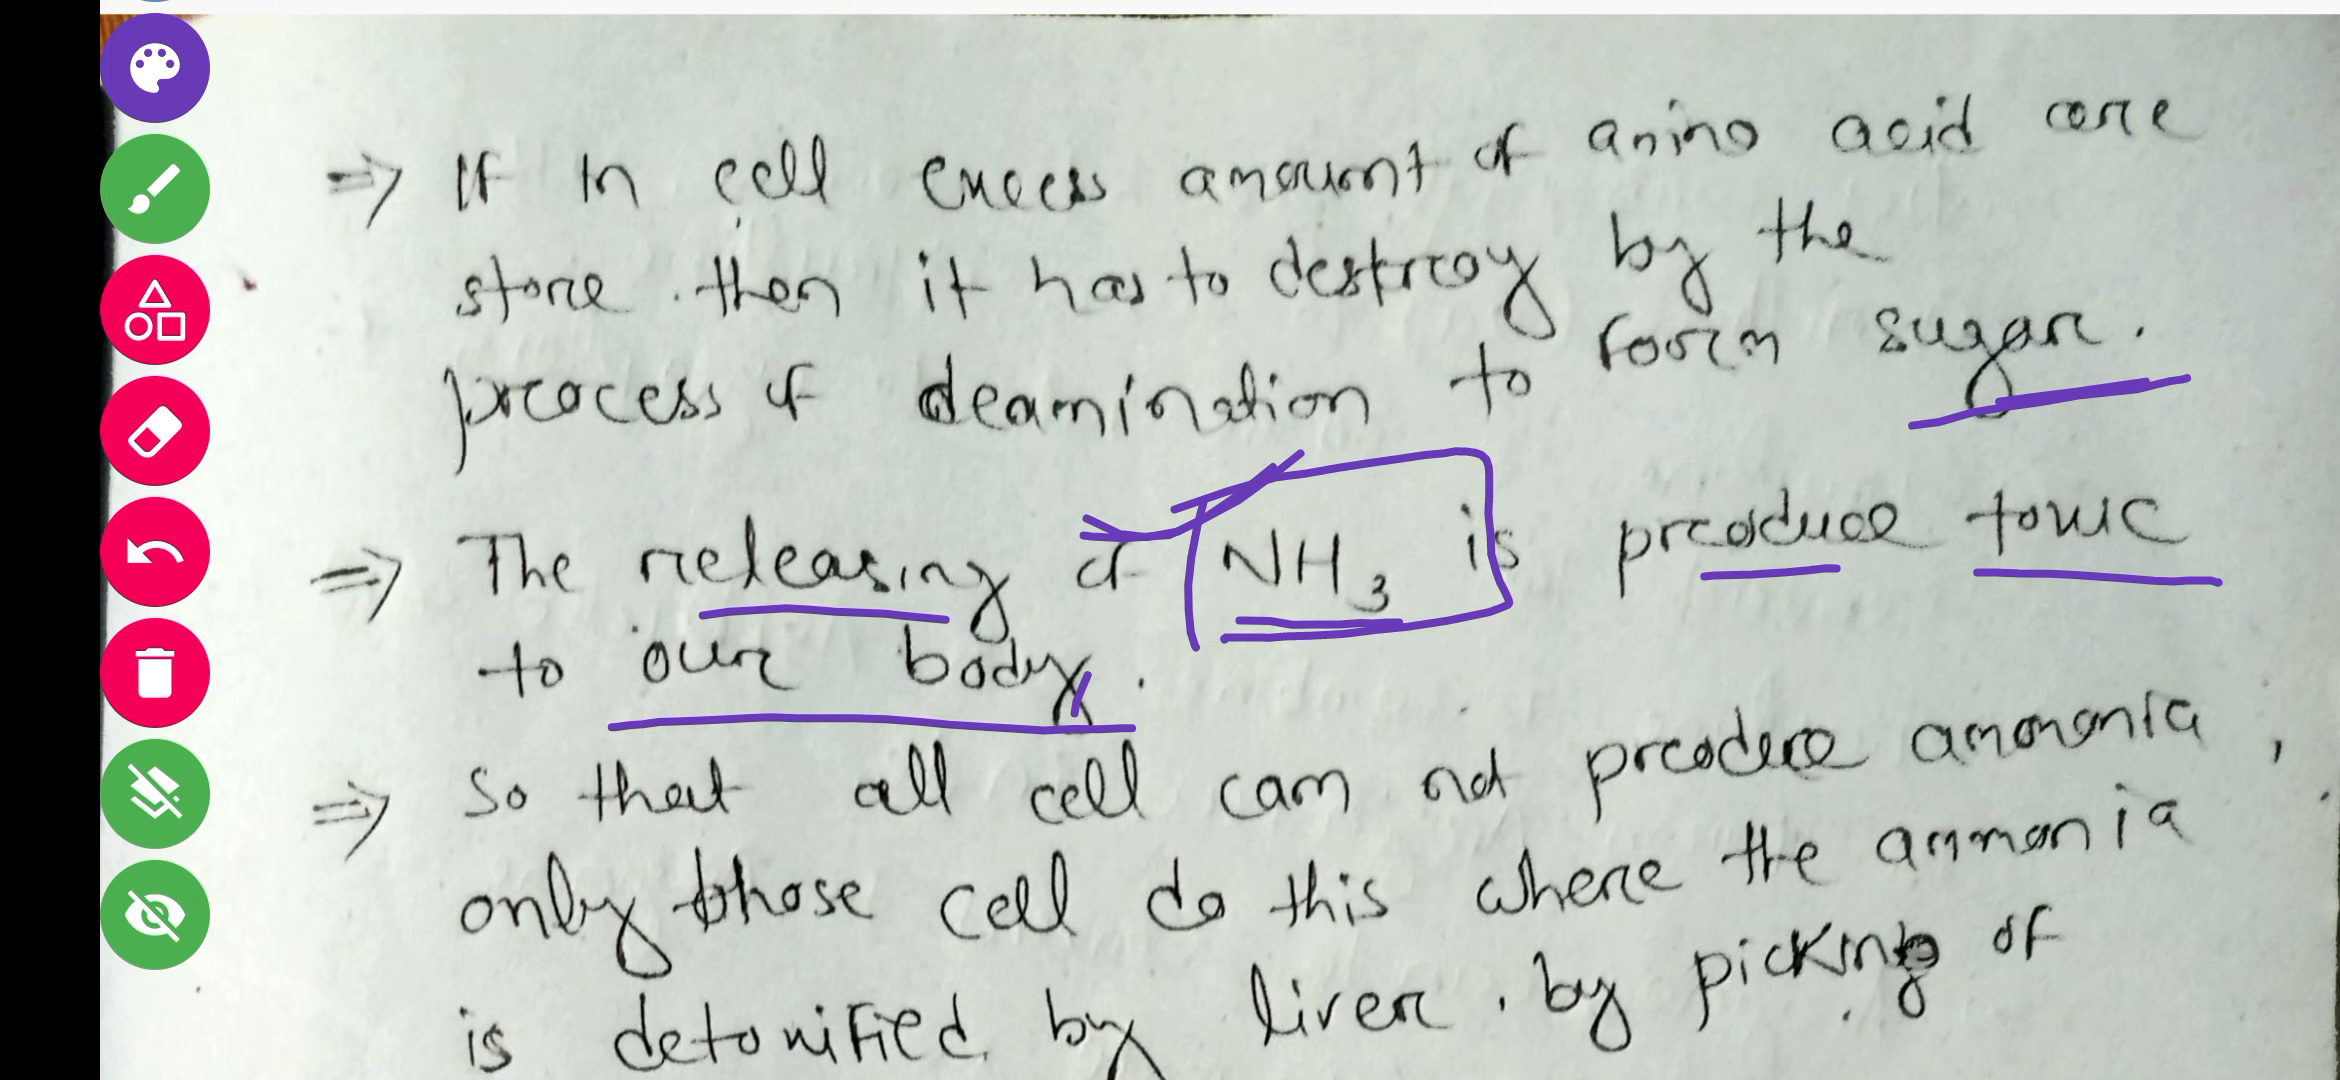 => If In cell excess amount of anino acid are
store then it has to destroy by the
process of deamination to form sugar.
=> The releasing of NH3 is produce toxic
to our body.
=> So that all cell can not produce ammonia,
only those cell do this where the ammonia
is detoxified by liver. by picking of